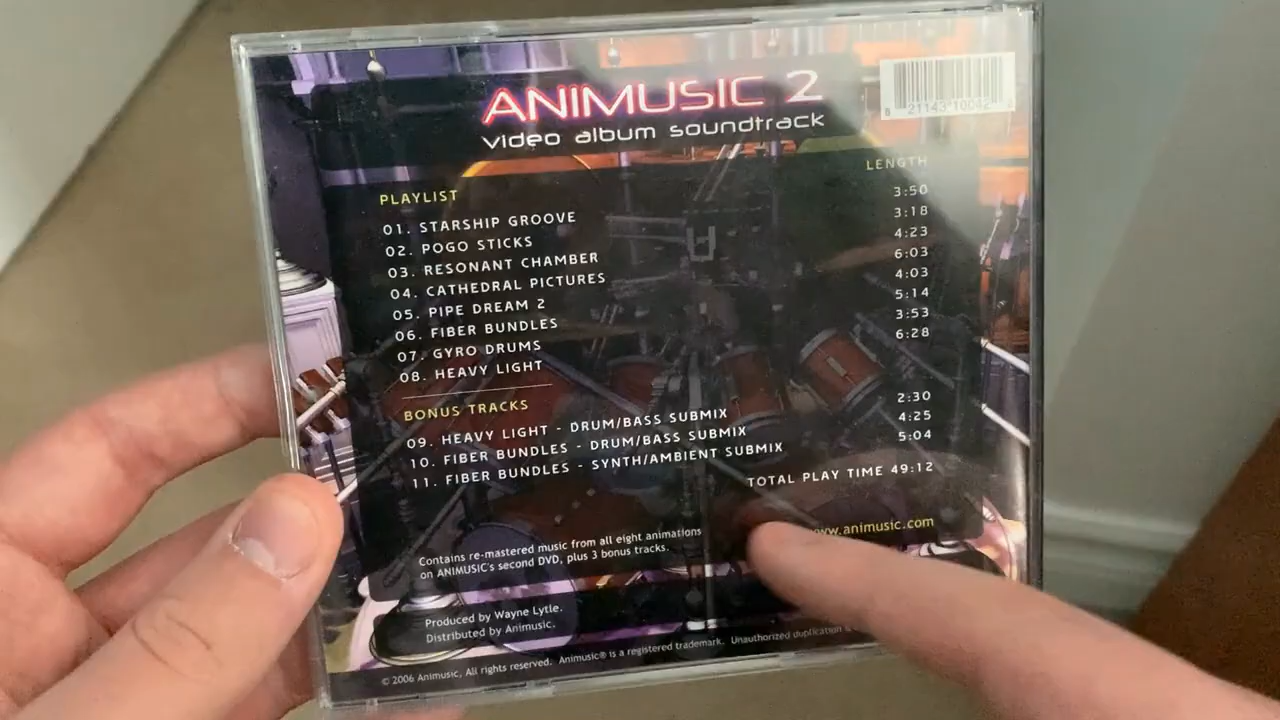 ANIMUSIC 2
video album soundtrack
8 21143 10042
PLAYLIST LENGTH
01. STARSHIP GROOVE 3:50
02. POGO STICKS 3:18
03. RESONANT CHAMBER 4:23
04. CATHEDRAL PICTURES 6:03
05. PIPE DREAM 2 4:03
06. FIBER BUNDLES 5:14
07. GYRO DRUMS 3:53
08. HEAVY LIGHT 6:28
BONUS TRACKS
09. HEAVY LIGHT - DRUM/BASS SUBMIX 2:30
10. FIBER BUNDLES - DRUM/BASS SUBMIX 4:25
11. FIBER BUNDLES - SYNTH/AMBIENT SUBMIX 5:04
TOTAL PLAY TIME 49:12
www.animusic.com
Contains re-mastered music from all eight animations
on ANIMUSIC's second DVD, plus 3 bonus tracks.
Produced by Wayne Lytle.
Distributed by Animusic.
© 2006 Animusic, All rights reserved. Animusic® is a registered trademark. Unauthorized duplication